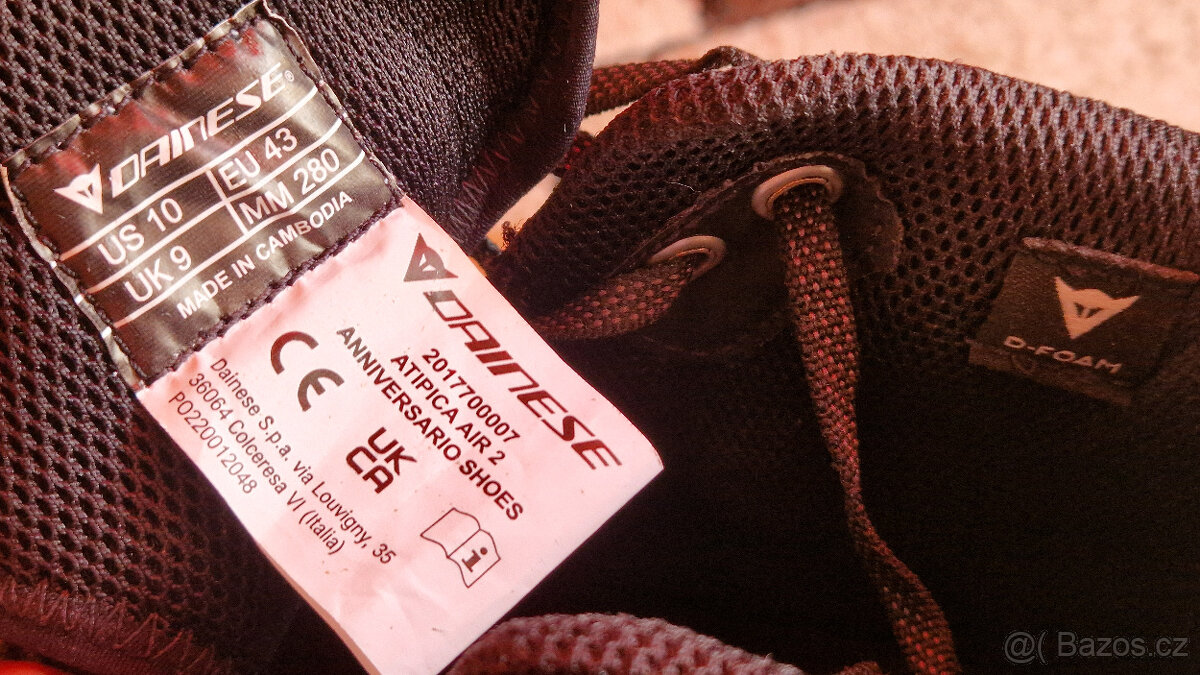 DAINESE®
US 10 EU 43
UK 9 MM 280
MADE IN CAMBODIA
DAINESE
2017700007
ATIPICA AIR 2
ANNIVERSARIO SHOES
CE
UK
CA
Dainese S.p.a. via Louvigny, 35
36064 Colceresa VI (Italia)
PO220012048
i
D-FOAM
@( Bazos.cz